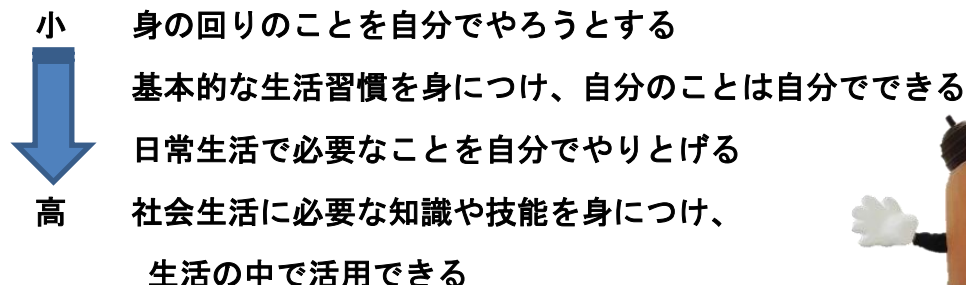 小 身の回りのことを自分でやろうとする
基本的な生活習慣を身につけ、自分のことは自分でできる
日常生活で必要なことを自分でやりとげる
高 社会生活に必要な知識や技能を身につけ、
生活の中で活用できる